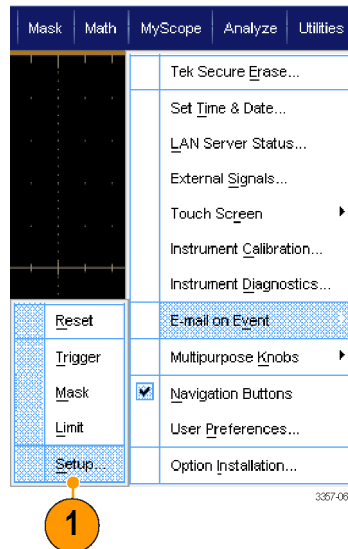 Mask Math MyScope Analyze Utilities
Tek Secure Erase...
Set Time & Date...
LAN Server Status...
External Signals...
Touch Screen
Instrument Calibration...
Instrument Diagnostics...
E-mail on Event
Multipurpose Knobs
Navigation Buttons
User Preferences...
Option Installation...
Reset
Trigger
Mask
Limit
Setup...
3357-06
1